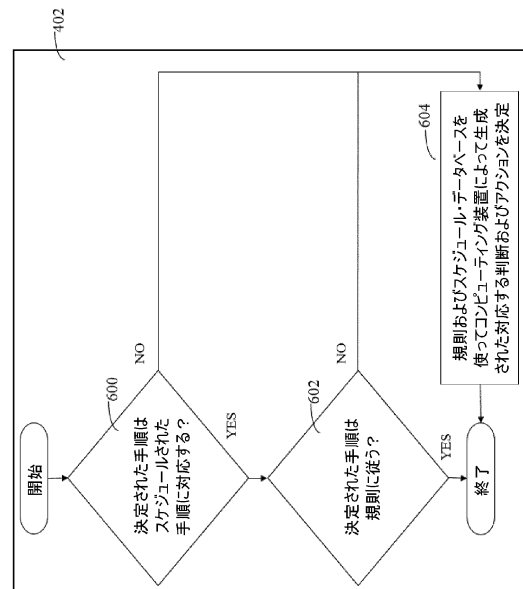 402
開始
600
決定された手順は
スケジュールされた
手順に対応する?
NO
YES
602
決定された手順は
規則に従う?
NO
YES
604
規則およびスケジュール・データベースを
使ってコンピューティング装置によって生成
された対応する判断およびアクションを決定
終了